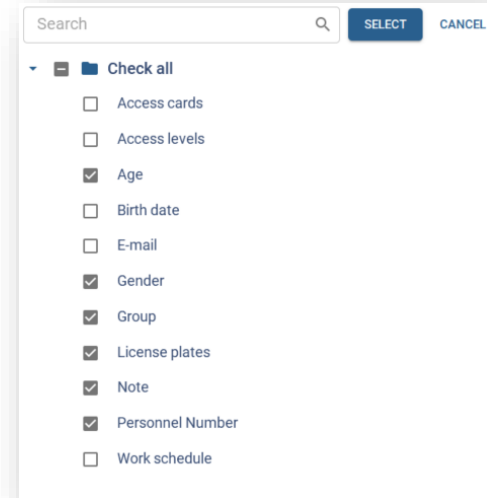 Search SELECT CANCEL
Check all
Access cards
Access levels
Age
Birth date
E-mail
Gender
Group
License plates
Note
Personnel Number
Work schedule